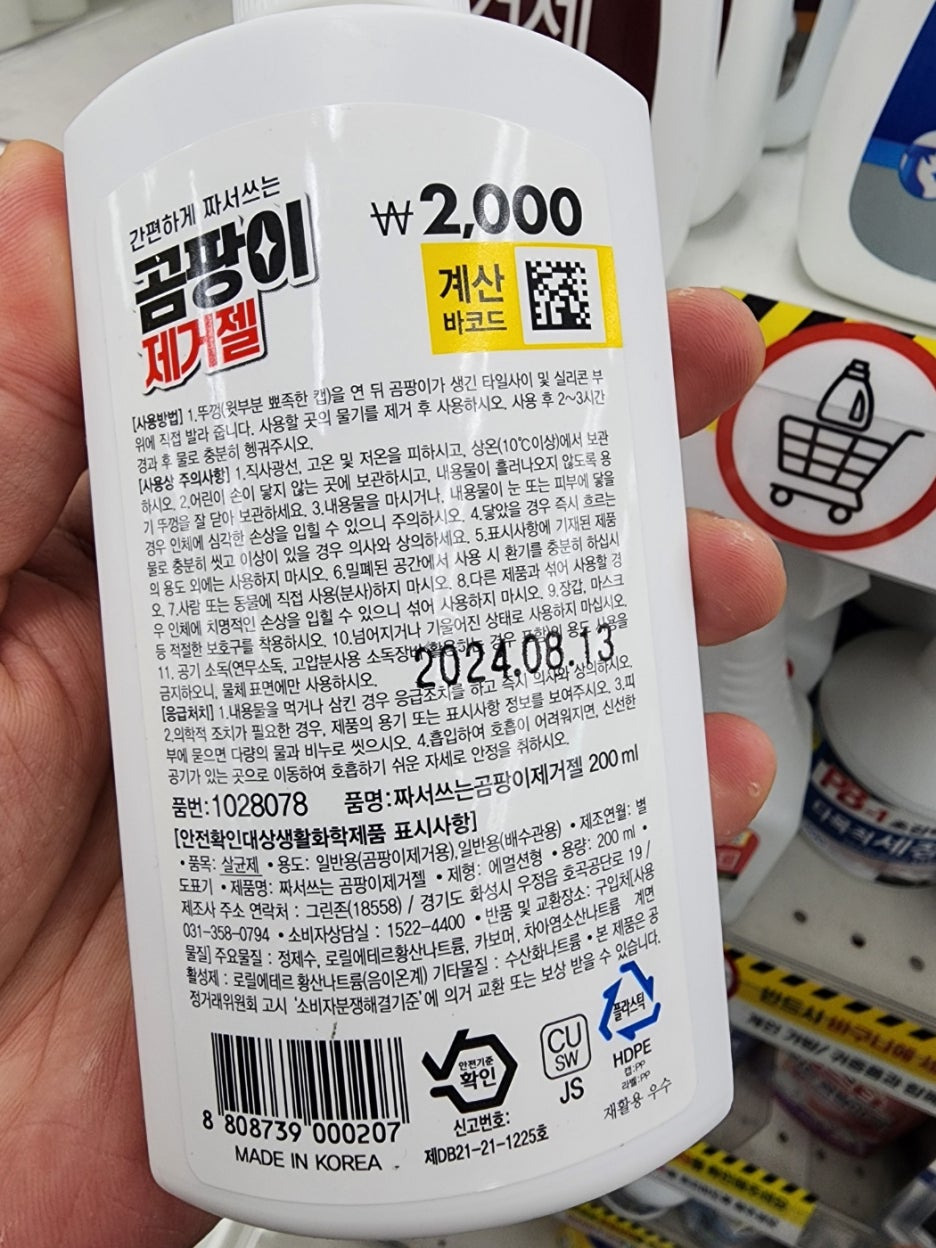 간편하게 짜서쓰는
곰팡이
제거젤
₩2,000
계산
바코드
[사용방법] 1.뚜껑(윗부분 뾰족한 캡)을 연 뒤 곰팡이가 생긴 타일사이 및 실리콘 부
위에 직접 발라 줍니다. 사용할 곳의 물기를 제거 후 사용하시오. 사용 후 2~3시간
경과 후 물로 충분히 헹궈주시오.
[사용상 주의사항] 1.직사광선, 고온 및 저온을 피하시고, 상온(10℃이상)에서 보관
하시오. 2.어린이 손이 닿지 않는 곳에 보관하시고, 내용물이 흘러나오지 않도록 용
기 뚜껑을 잘 닫아 보관하세요. 3.내용물을 마시거나, 내용물이 눈 또는 피부에 닿을
경우 인체에 심각한 손상을 입힐 수 있으니 주의하시오. 4.닿았을 경우 즉시 흐르는
물로 충분히 씻고 이상이 있을 경우 의사와 상의하세요. 5.표시사항에 기재된 제품
의 용도 외에는 사용하지 마시오. 6.밀폐된 공간에서 사용 시 환기를 충분히 하십시
오. 7.사람 또는 동물에 직접 사용(분사)하지 마시오. 8.다른 제품과 섞어 사용할 경
우 인체에 치명적인 손상을 입힐 수 있으니 섞어 사용하지 마시오. 9.장갑, 마스크
등 적절한 보호구를 착용하시오. 10.넘어지거나 기울어진 상태로 사용하지 마십시오.
11. 공기 소독(연무소독, 고압분사용 소독장비 활용하는 경우 포함)의 용도 사용을
금지하오니, 물체 표면에만 사용하시오.
2024.08.13
[응급처치] 1.내용물을 먹거나 삼킨 경우 응급조치를 하고 즉시 의사와 상의하시오.
2.의학적 조치가 필요한 경우, 제품의 용기 또는 표시사항 정보를 보여주시오. 3.피
부에 묻으면 다량의 물과 비누로 씻으시오. 4.흡입하여 호흡이 어려워지면, 신선한
공기가 있는 곳으로 이동하여 호흡하기 쉬운 자세로 안정을 취하시오.
품번:1028078 품명:짜서쓰는곰팡이제거젤 200 ml
[안전확인대상생활화학제품 표시사항]
•품목: 살균제 •용도: 일반용(곰팡이제거용),일반용(배수관용) •제조연월: 별
도표기 •제품명: 짜서쓰는 곰팡이제거젤 •제형: 에멀션형 •용량: 200 ml •
제조사 주소 연락처 : 그린존(18558) / 경기도 화성시 우정읍 호곡공단로 19 /
031-358-0794 •소비자상담실 : 1522-4400 •반품 및 교환장소: 구입처[사용
물질] 주요물질 : 정제수, 로릴에테르황산나트륨, 카보머, 차아염소산나트륨 계면
활성제 : 로릴에테르 황산나트륨(음이온계) 기타물질 : 수산화나트륨 •본 제품은 공
정거래위원회 고시 '소비자분쟁해결기준'에 의거 교환 또는 보상 받을 수 있습니다.
8 808739 000207
MADE IN KOREA
안전기준
확인
신고번호:
제DB21-21-1225호
CU
SW
JS
플라스틱
HDPE
캡:PP
라벨:PP
재활용 우수
거제
PB-1
다목적세정
반드시 바구니에